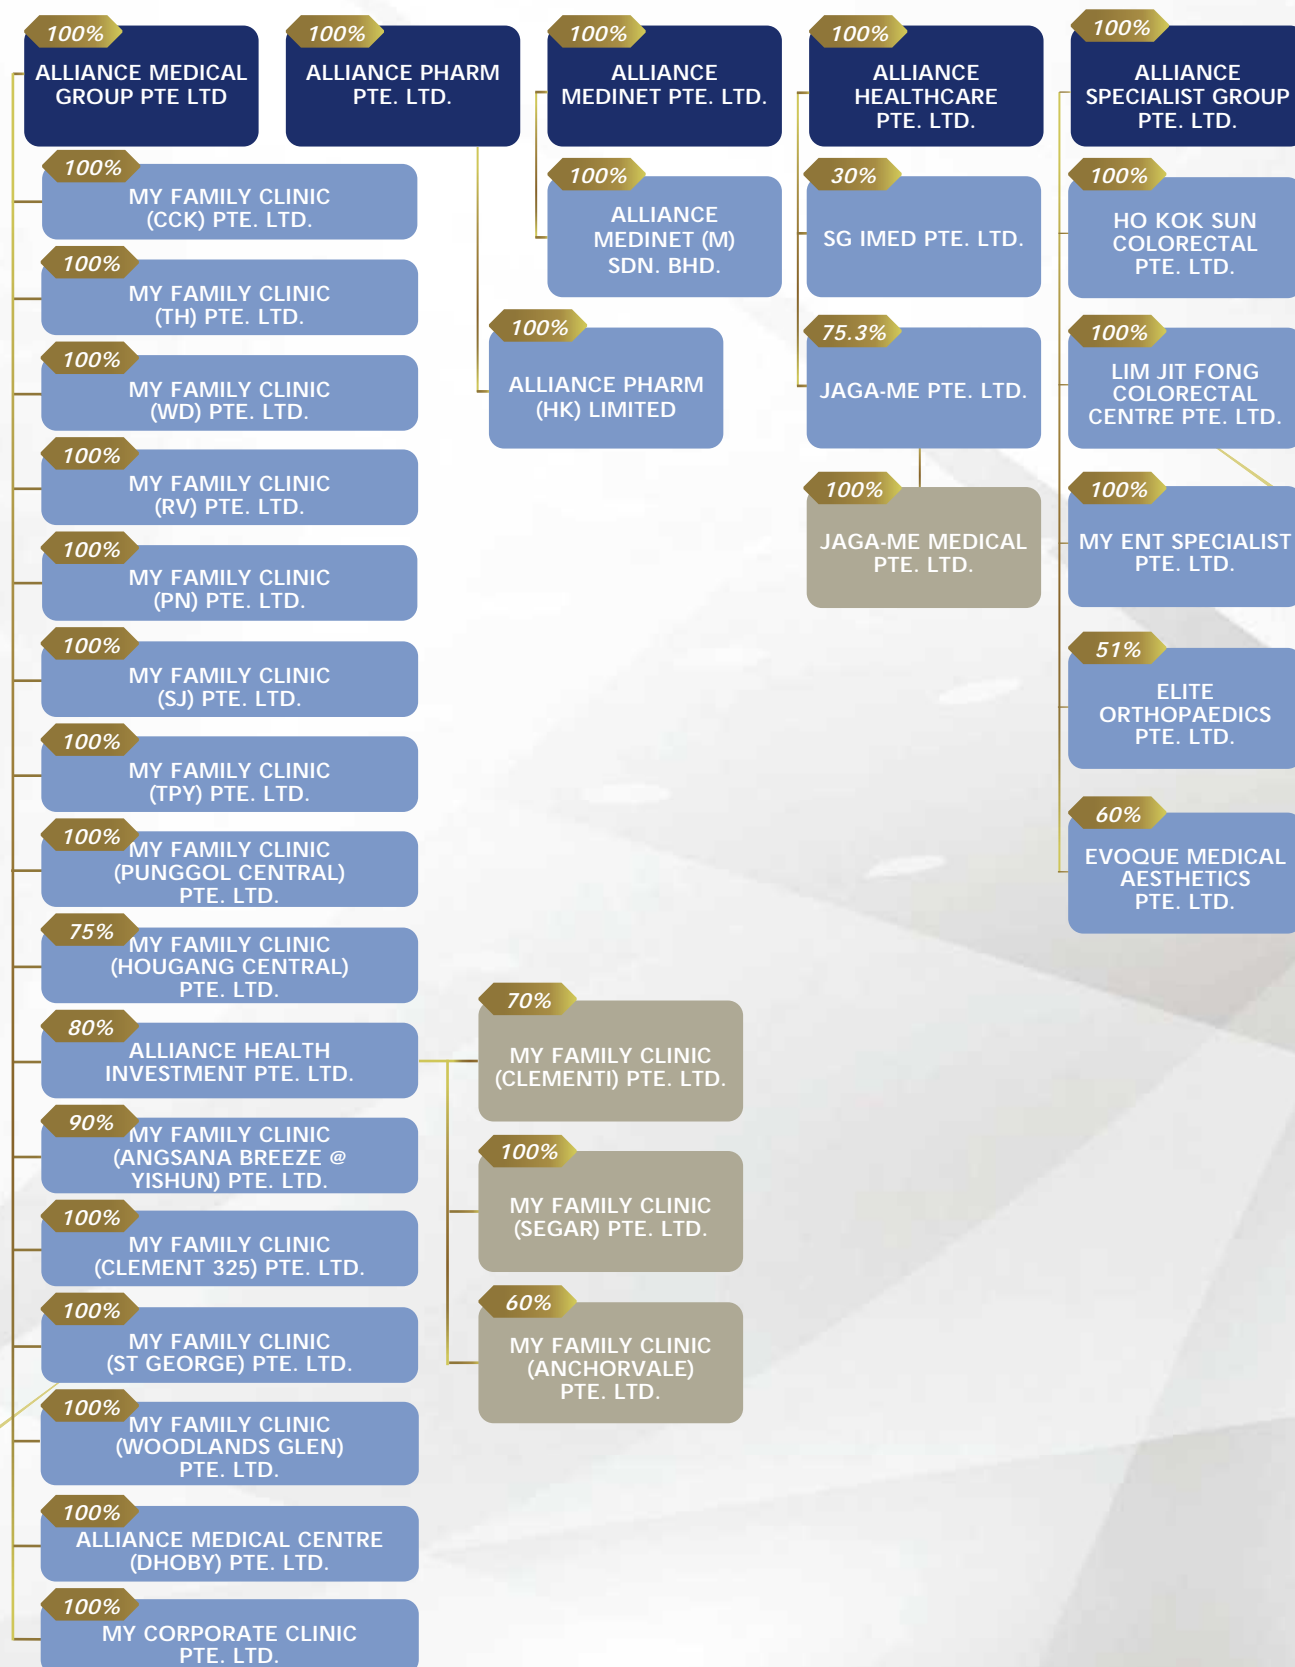 100%
ALLIANCE MEDICAL
GROUP PTE LTD
100%
MY FAMILY CLINIC
(CCK) PTE. LTD.
100%
MY FAMILY CLINIC
(TH) PTE. LTD.
100%
MY FAMILY CLINIC
(WD) PTE. LTD.
100%
MY FAMILY CLINIC
(RV) PTE. LTD.
100%
MY FAMILY CLINIC
(PN) PTE. LTD.
100%
MY FAMILY CLINIC
(SJ) PTE. LTD.
100%
MY FAMILY CLINIC
(TPY) PTE. LTD.
100%
MY FAMILY CLINIC
(PUNGGOL CENTRAL)
PTE. LTD.
75%
MY FAMILY CLINIC
(HOUGANG CENTRAL)
PTE. LTD.
80%
ALLIANCE HEALTH
INVESTMENT PTE. LTD.
70%
MY FAMILY CLINIC
(CLEMENTI) PTE. LTD.
100%
MY FAMILY CLINIC
(SEGAR) PTE. LTD.
60%
MY FAMILY CLINIC
(ANCHORVALE)
PTE. LTD.
90%
MY FAMILY CLINIC
(ANGSANA BREEZE @
YISHUN) PTE. LTD.
100%
MY FAMILY CLINIC
(CLEMENT 325) PTE. LTD.
100%
MY FAMILY CLINIC
(ST GEORGE) PTE. LTD.
100%
MY FAMILY CLINIC
(WOODLANDS GLEN)
PTE. LTD.
100%
ALLIANCE MEDICAL CENTRE
(DHOBY) PTE. LTD.
100%
MY CORPORATE CLINIC
PTE. LTD.
100%
ALLIANCE PHARM
PTE. LTD.
100%
ALLIANCE PHARM
(HK) LIMITED
100%
ALLIANCE
MEDINET PTE. LTD.
100%
ALLIANCE
MEDINET (M)
SDN. BHD.
100%
ALLIANCE
HEALTHCARE
PTE. LTD.
30%
SG IMED PTE. LTD.
75.3%
JAGA-ME PTE. LTD.
100%
JAGA-ME MEDICAL
PTE. LTD.
100%
ALLIANCE
SPECIALIST GROUP
PTE. LTD.
100%
HO KOK SUN
COLORECTAL
PTE. LTD.
100%
LIM JIT FONG
COLORECTAL
CENTRE PTE. LTD.
100%
MY ENT SPECIALIST
PTE. LTD.
51%
ELITE
ORTHOPAEDICS
PTE. LTD.
60%
EVOQUE MEDICAL
AESTHETICS
PTE. LTD.